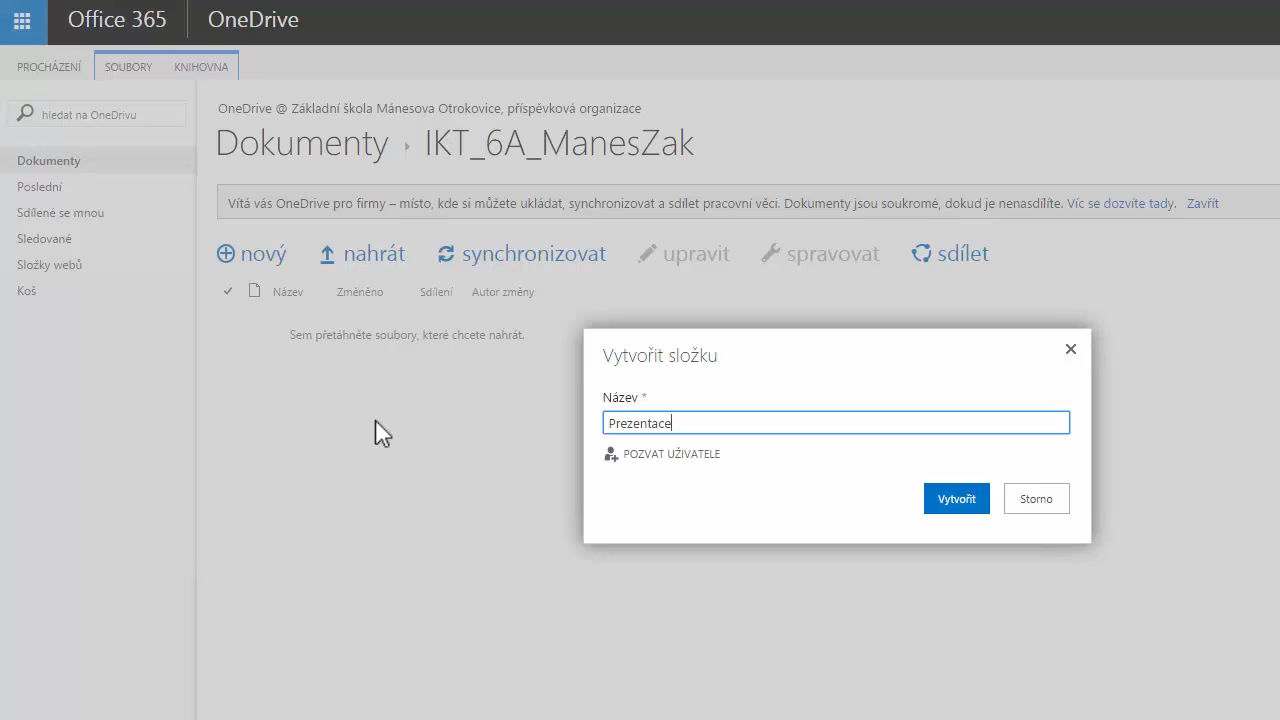 Office 365 OneDrive
PROCHÁZENÍ SOUBORY KNIHOVNA
hledat na OneDrivu
Dokumenty
Poslední
Sdílené se mnou
Sledované
Složky webů
Koš
OneDrive @ Základní škola Mánesova Otrokovice, příspěvková organizace
Dokumenty ▸ IKT_6A_ManesZak
Vítá vás OneDrive pro firmy – místo, kde si můžete ukládat, synchronizovat a sdílet pracovní věci. Dokumenty jsou soukromé, dokud je nenasdílíte. Víc se dozvíte tady. Zavřít
nový nahrát synchronizovat upravit spravovat sdílet
Název Změněno Sdílení Autor změny
Sem přetáhněte soubory, které chcete nahrát.
Vytvořit složku
Název *
Prezentace
POZVAT UŽIVATELE
Vytvořit Storno